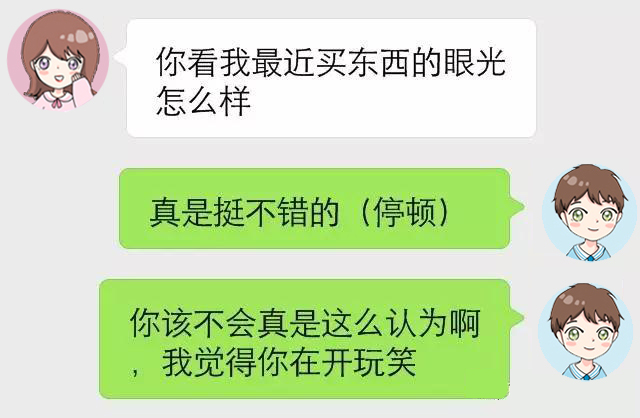 你看我最近买东西的眼光
怎么样
真是挺不错的（停顿）
你该不会真是这么认为啊
，我觉得你在开玩笑